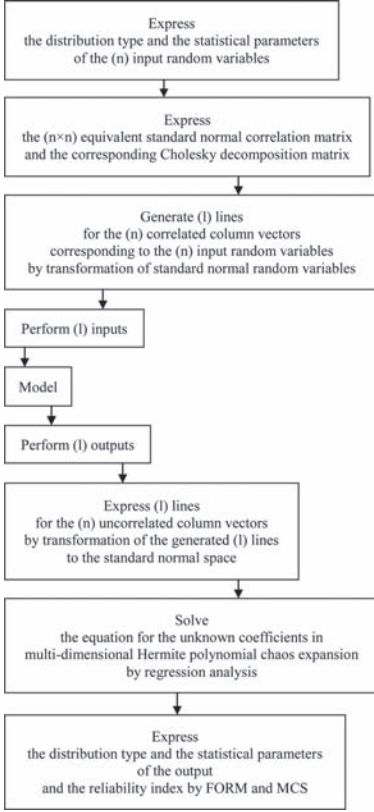 Express
the distribution type and the statistical parameters
of the (n) input random variables
Express
the (n×n) equivalent standard normal correlation matrix
and the corresponding Cholesky decomposition matrix
Generate (l) lines
for the (n) correlated column vectors
corresponding to the (n) input random variables
by transformation of standard normal random variables
Perform (l) inputs
Model
Perform (l) outputs
Express (l) lines
for the (n) uncorrelated column vectors
by transformation of the generated (l) lines
to the standard normal space
Solve
the equation for the unknown coefficients in
multi-dimensional Hermite polynomial chaos expansion
by regression analysis
Express
the distribution type and the statistical parameters
of the output
and the reliability index by FORM and MCS